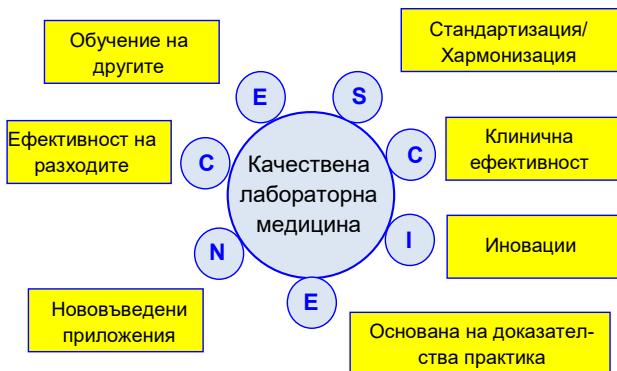 Стандартизация/
Хармонизация
Обучение на
другите
E
S
Ефективност на
разходите
C
C
Клинична
ефективност
Качествена
лабораторна
медицина
N
I
Иновации
E
Нововъведени
приложения
Основана на доказател-
ства практика